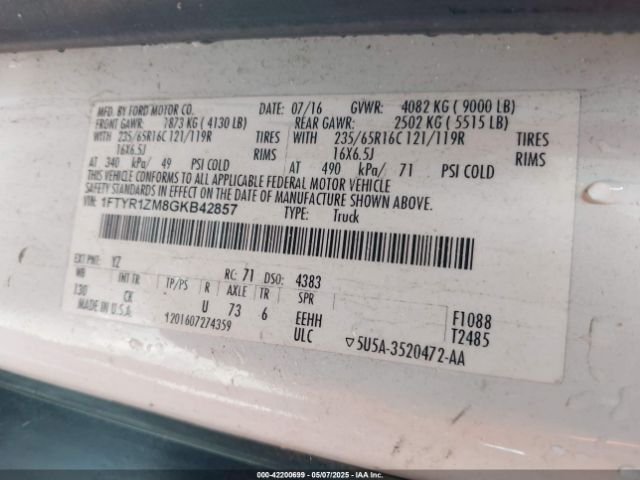 MFD. BY FORD MOTOR CO. DATE: 07/16 GVWR: 4082 KG ( 9000 LB)
FRONT GAWR: 1873 KG ( 4130 LB) REAR GAWR: 2502 KG ( 5515 LB)
WITH 235/65R16C 121/119R TIRES WITH 235/65R16C 121/119R TIRES
16X6.5J RIMS 16X6.5J RIMS
AT 340 kPa/ 49 PSI COLD AT 490 kPa/ 71 PSI COLD
THIS VEHICLE CONFORMS TO ALL APPLICABLE FEDERAL MOTOR VEHICLE
SAFETY STANDARDS IN EFFECT ON THE DATE OF MANUFACTURE SHOWN ABOVE.
VIN: 1FTYR1ZM8GKB42857 TYPE: Truck
EXT PNT: YZ RC: 71 DSO: 4383
WB INT TR TP/PS R AXLE TR SPR
130 CK U 73 6 EEHH F1088
MADE IN U.S.A. ULC T2485
1201607274359 ▽5U5A-3520472-AA
000-42200699 05/07/2025 IAAI.COM